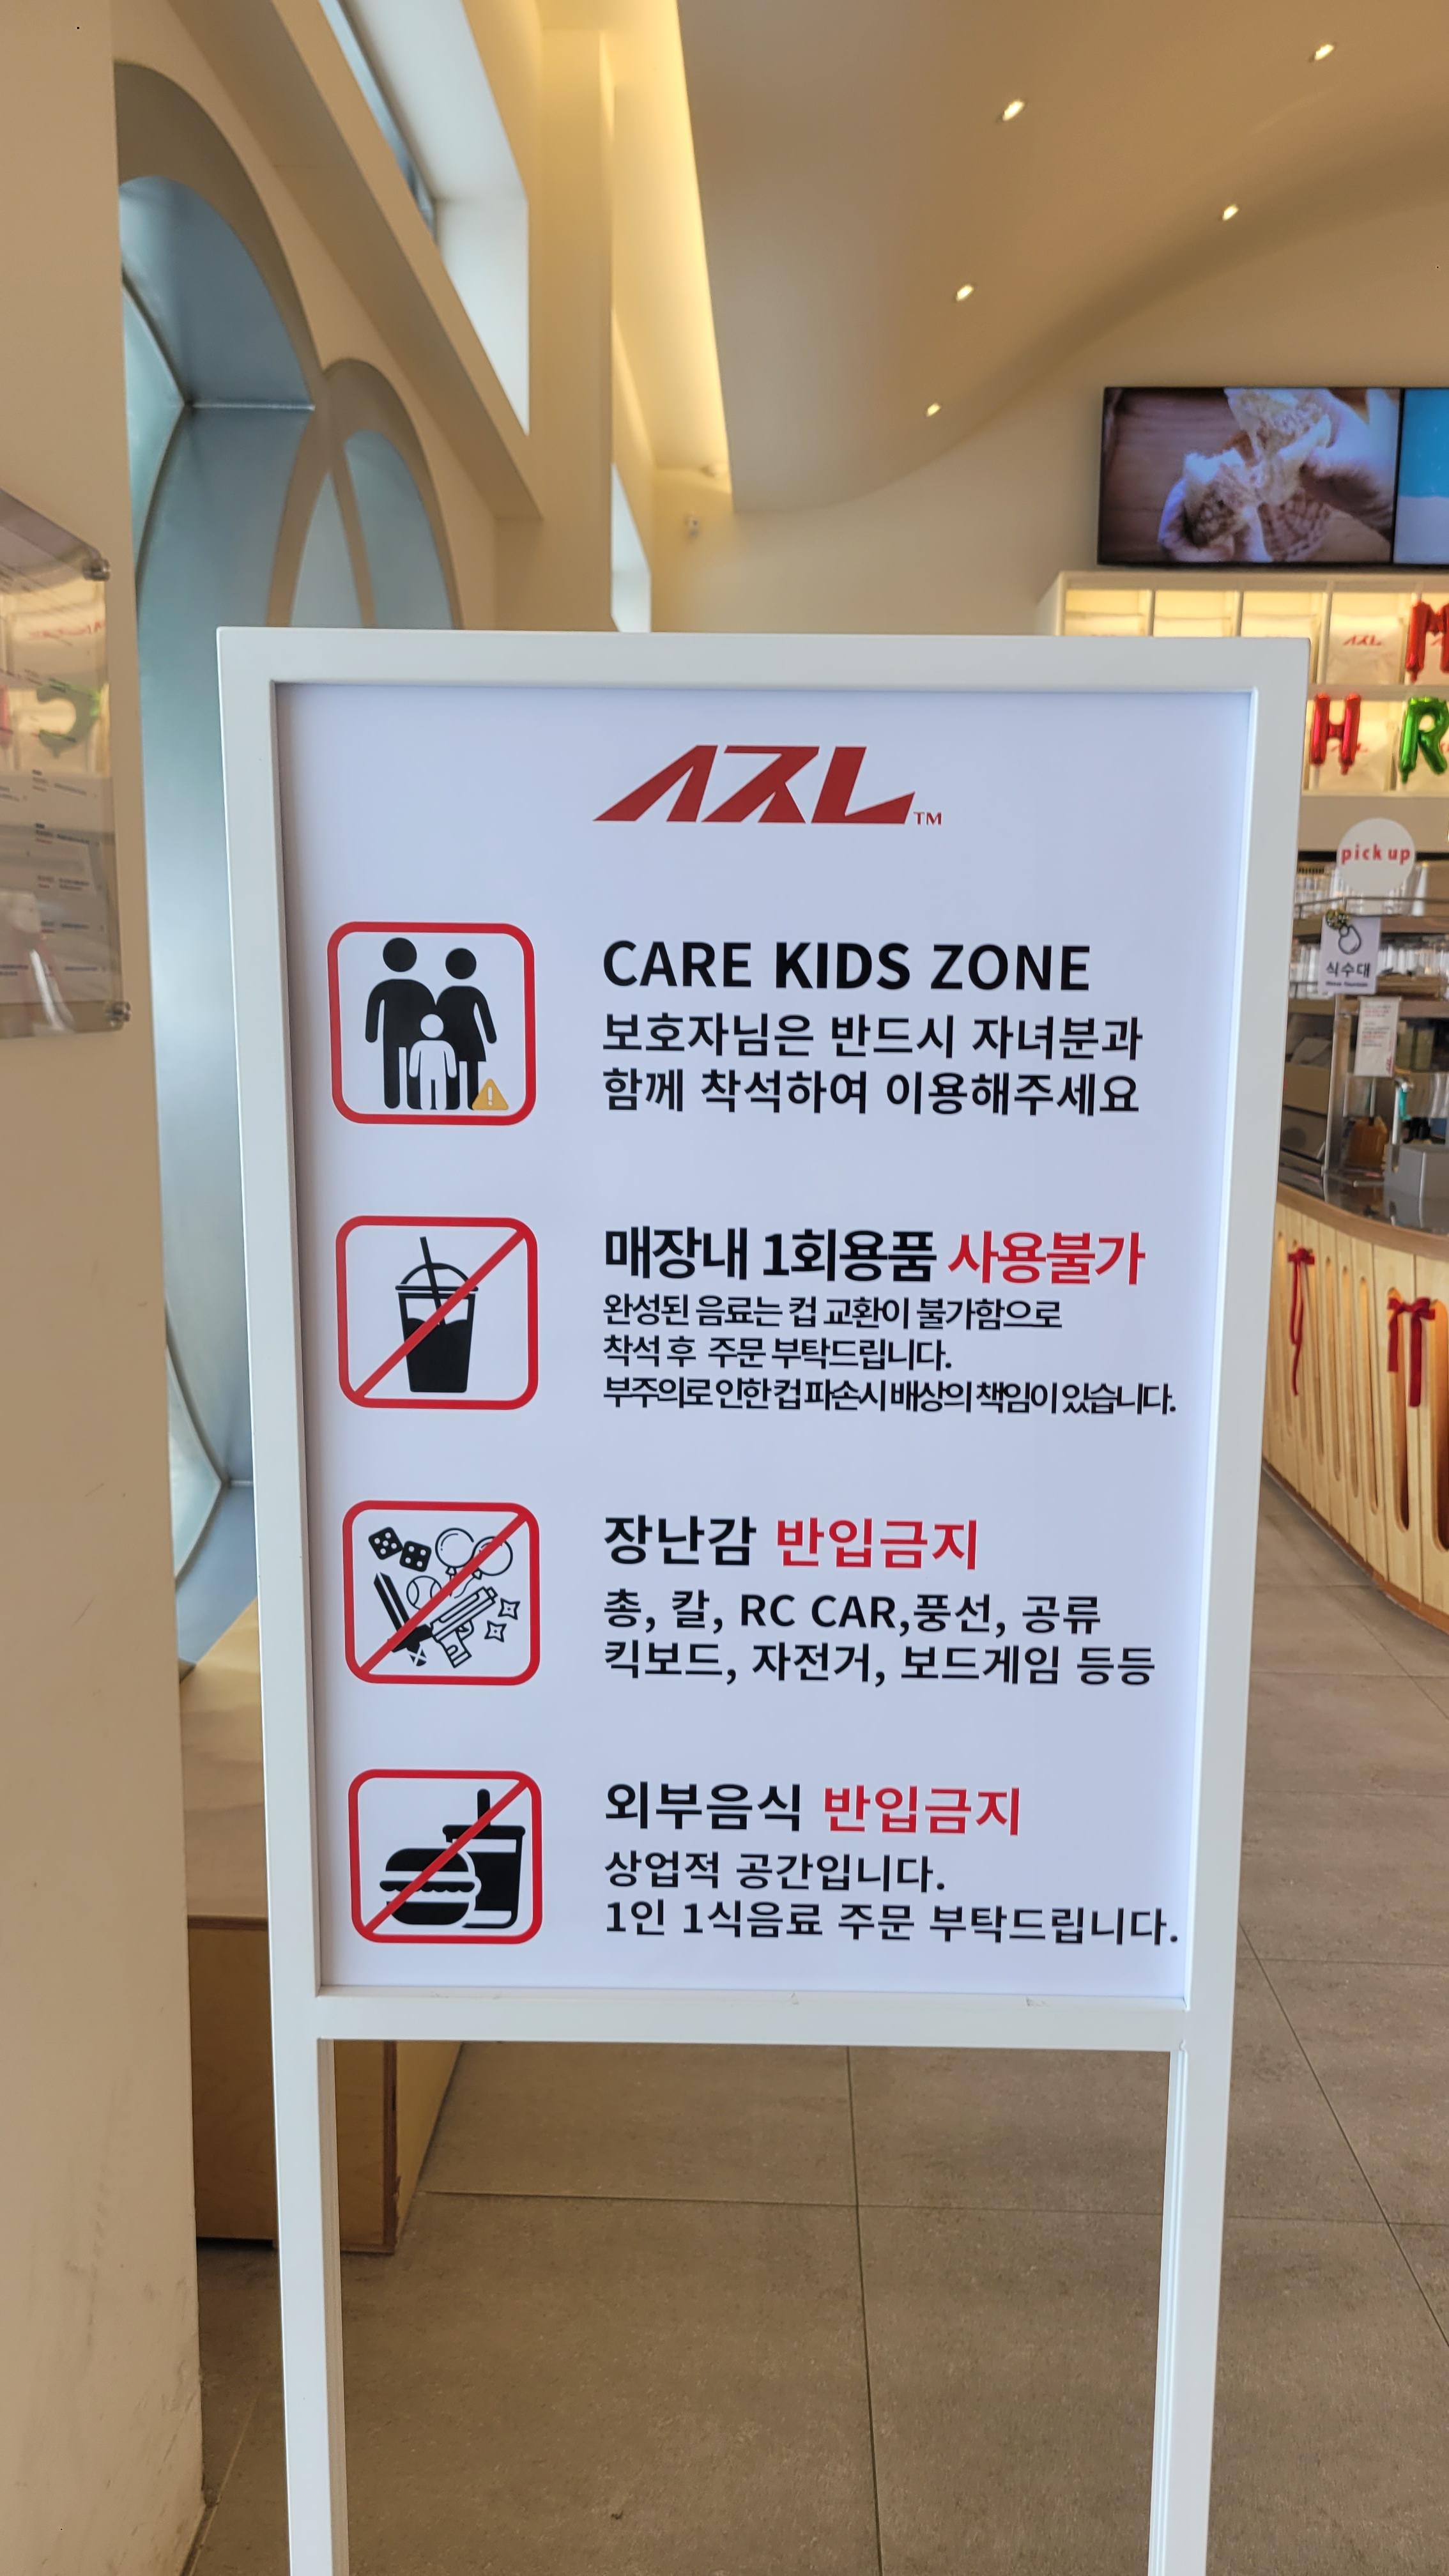 AXL™
CARE KIDS ZONE
보호자님은 반드시 자녀분과
함께 착석하여 이용해주세요
매장내 1회용품 사용불가
완성된 음료는 컵 교환이 불가함으로
착석 후 주문 부탁드립니다.
부주의로 인한 컵 파손시 배상의 책임이 있습니다.
장난감 반입금지
총, 칼, RC CAR,풍선, 공류
킥보드, 자전거, 보드게임 등등
외부음식 반입금지
상업적 공간입니다.
1인 1식음료 주문 부탁드립니다.
AXL
M
H R
pick up
식수대